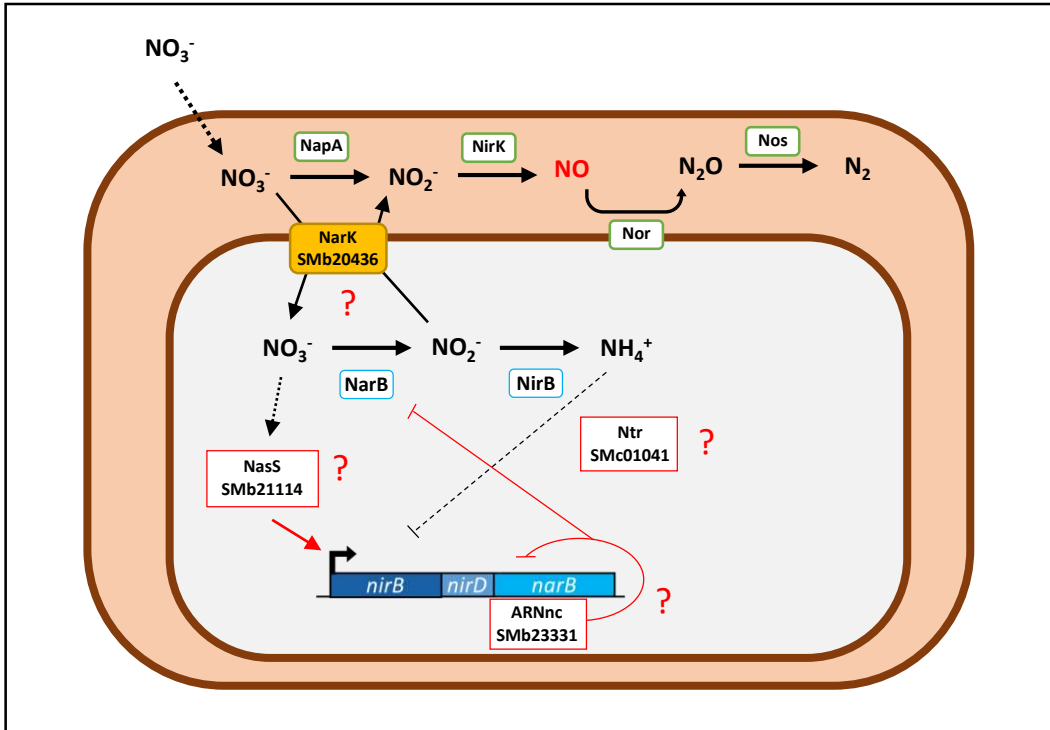 NO₃⁻
NapA
NirK
Nos
NO₃⁻
NO₂⁻
NO
N₂O
N₂
Nor
NarK
SMb20436
?
NO₃⁻
NO₂⁻
NH₄⁺
NarB
NirB
Ntr
SMc01041
?
NasS
SMb21114
?
nirB
nirD
narB
ARNnc
SMb23331
?